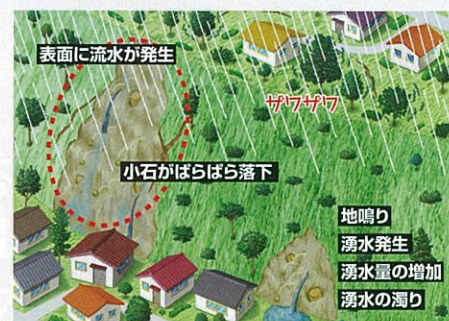 表面に流水が発生
ザワザワ
小石がぱらぱら落下
地鳴り
湧水発生
湧水量の増加
湧水の濁り